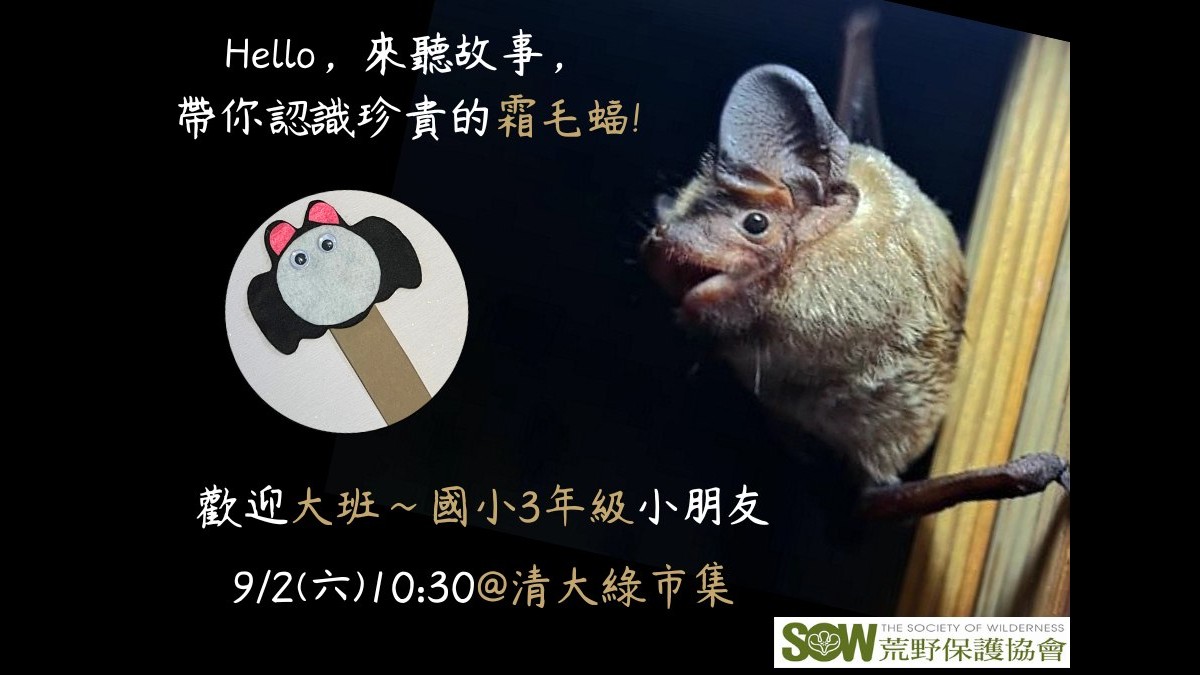 Hello，來聽故事，
帶你認識珍貴的霜毛蝠!
歡迎大班～國小3年級小朋友
9/2(六)10:30@清大綠市集
SOW THE SOCIETY OF WILDERNESS
荒野保護協會